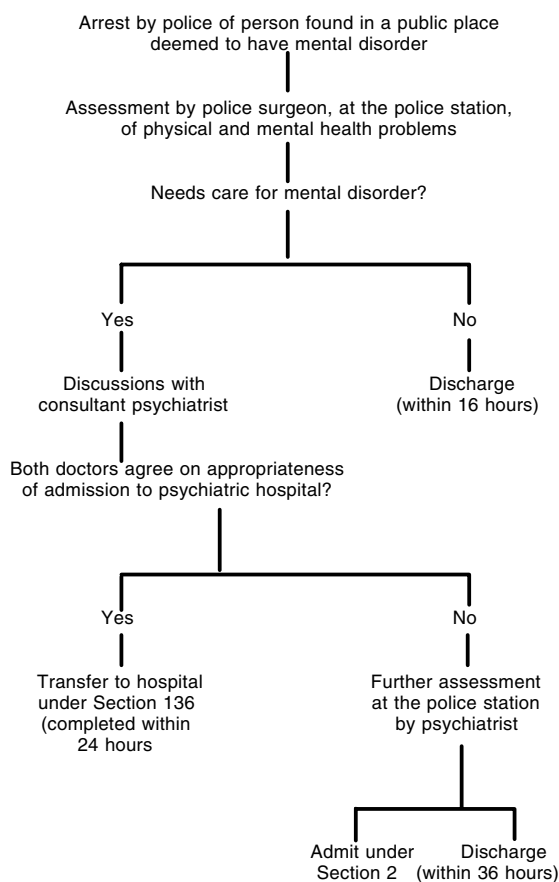 Arrest by police of person found in a public place
deemed to have mental disorder
Assessment by police surgeon, at the police station,
of physical and mental health problems
Needs care for mental disorder?
Yes
No
Discussions with
consultant psychiatrist
Discharge
(within 16 hours)
Both doctors agree on appropriateness
of admission to psychiatric hospital?
Yes
No
Transfer to hospital
under Section 136
(completed within
24 hours
Further assessment
at the police station
by psychiatrist
Admit under
Section 2
Discharge
(within 36 hours)